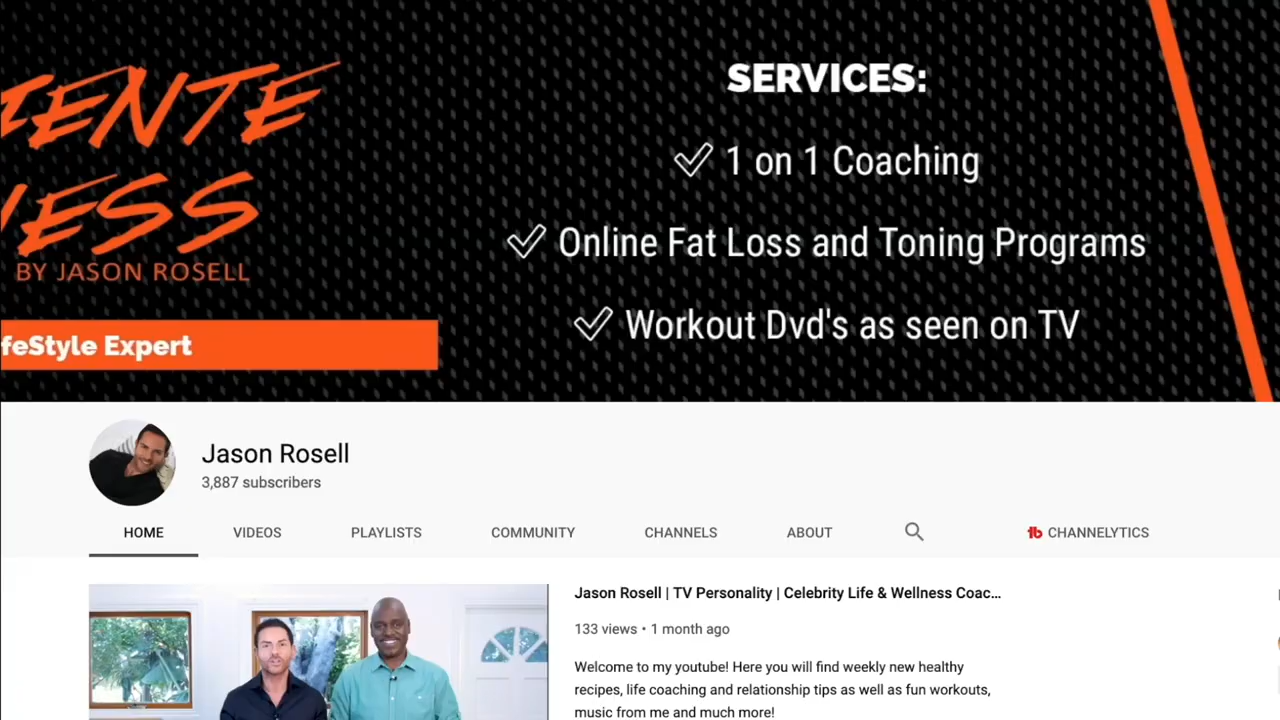 IENTE
NESS
BY JASON ROSELL
feStyle Expert
SERVICES:
1 on 1 Coaching
Online Fat Loss and Toning Programs
Workout Dvd's as seen on TV
Jason Rosell
3,887 subscribers
HOME VIDEOS PLAYLISTS COMMUNITY CHANNELS ABOUT tb CHANNELYTICS
Jason Rosell | TV Personality | Celebrity Life & Wellness Coac...
133 views • 1 month ago
Welcome to my youtube! Here you will find weekly new healthy
recipes, life coaching and relationship tips as well as fun workouts,
music from me and much more!